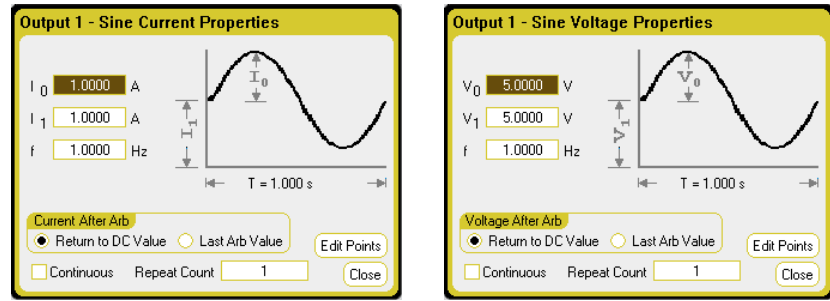 Output 1 - Sine Current Properties
I 0 1.0000 A
I 1 1.0000 A
f 1.0000 Hz
I0
I1
T = 1.000 s
Current After Arb
Return to DC Value Last Arb Value
Edit Points
Continuous Repeat Count 1
Close
Output 1 - Sine Voltage Properties
V0 5.0000 V
V1 5.0000 V
f 1.0000 Hz
V0
V1
T = 1.000 s
Voltage After Arb
Return to DC Value Last Arb Value
Edit Points
Continuous Repeat Count 1
Close